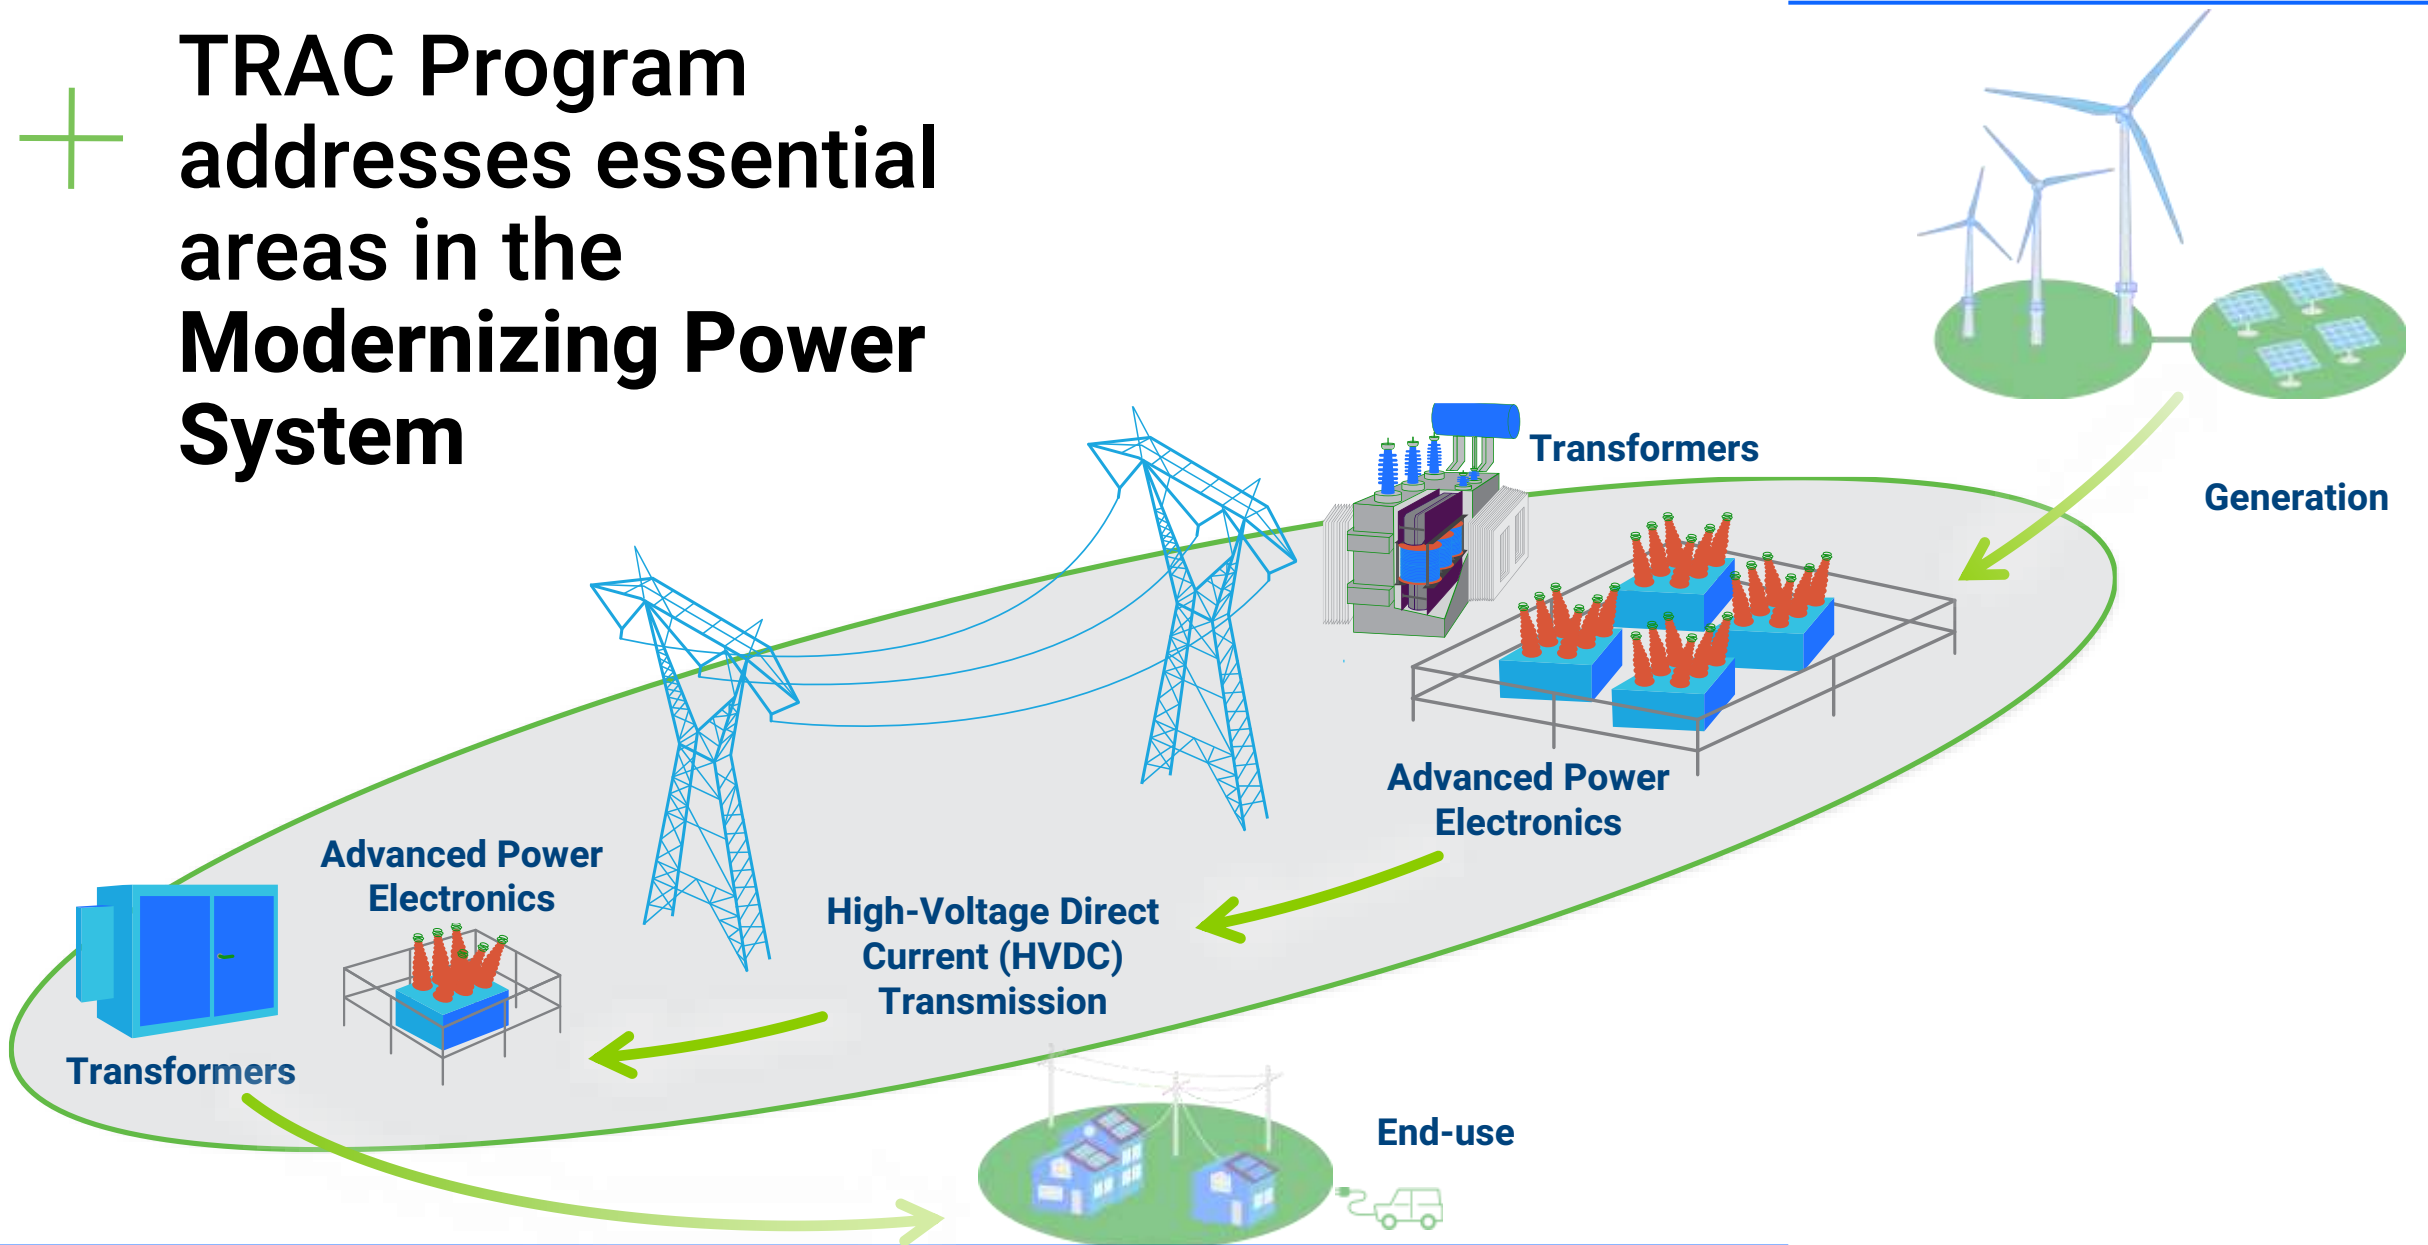 TRAC Program
addresses essential
areas in the
Modernizing Power
System
Transformers
Generation
Advanced Power
Electronics
High-Voltage Direct
Current (HVDC)
Transmission
Advanced Power
Electronics
Transformers
End-use